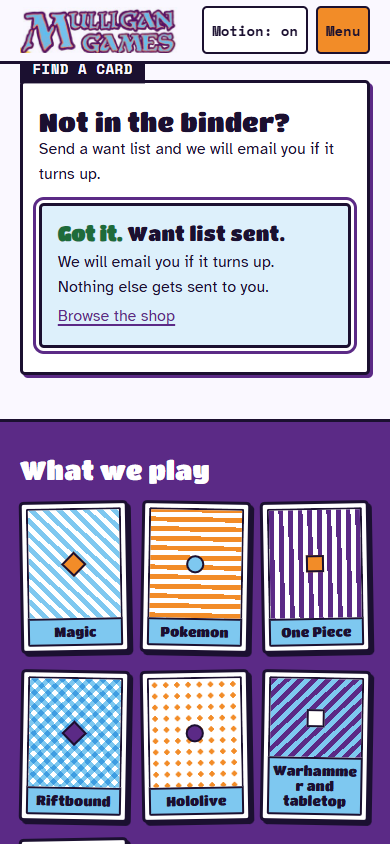 MULLIGAN
GAMES
Motion: on
Menu
FIND A CARD
Not in the binder?
Send a want list and we will email you if it
turns up.
Got it. Want list sent.
We will email you if it turns up.
Nothing else gets sent to you.
Browse the shop
What we play
Magic
Pokemon
One Piece
Riftbound
Hololive
Warhamme
r and
tabletop